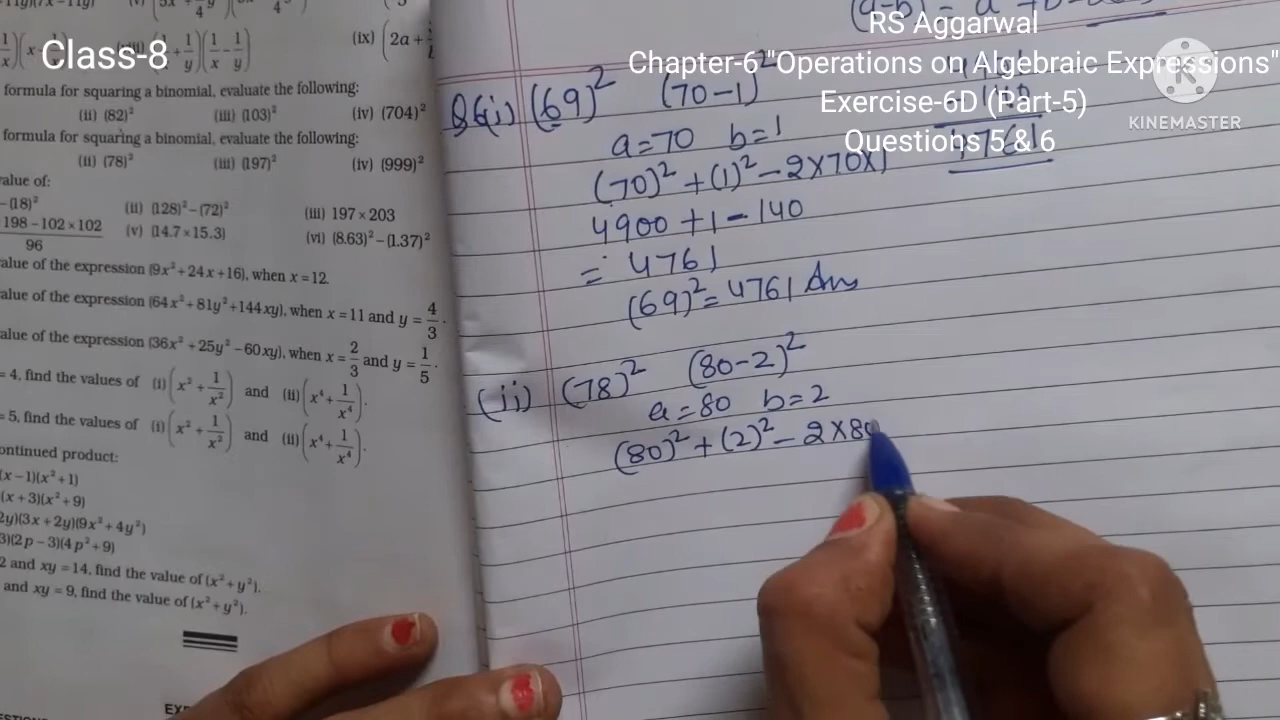 Class-8
RS Aggarwal
Chapter-6 "Operations on Algebraic Expressions"
Exercise-6D (Part-5)
Questions 5 & 6
KINEMASTER
(ix) (2a +
formula for squaring a binomial, evaluate the following:
(ii) (82)² (iii) (103)² (iv) (704)²
formula for squaring a binomial, evaluate the following:
(ii) (78)² (iii) (197)² (iv) (999)²
alue of:
−(18)² (ii) (128)² − (72)² (iii) 197 × 203
198 − 102 × 102 / 96 (v) (14.7 × 15.3) (vi) (8.63)² − (1.37)²
alue of the expression (9x² + 24x + 16), when x = 12.
alue of the expression (64x² + 81y² + 144xy), when x = 11 and y = 4/3.
alue of the expression (36x² + 25y² − 60xy), when x = 2/3 and y = 1/5.
= 4, find the values of (i) (x² + 1/x²) and (ii) (x⁴ + 1/x⁴).
= 5, find the values of (i) (x² + 1/x²) and (ii) (x⁴ + 1/x⁴).
ontinued product:
(x − 1)(x² + 1)
(x + 3)(x² + 9)
2y)(3x + 2y)(9x² + 4y²)
3)(2p − 3)(4p² + 9)
2 and xy = 14, find the value of (x² + y²).
and xy = 9, find the value of (x² + y²).
(i) (69)² (70 − 1)²
a = 70 b = 1
(70)² + (1)² − 2 × 70 × 1
4900 + 1 − 140
= 4761
(69)² = 4761 Ans
(ii) (78)² (80 − 2)²
a = 80 b = 2
(80)² + (2)² − 2 × 80